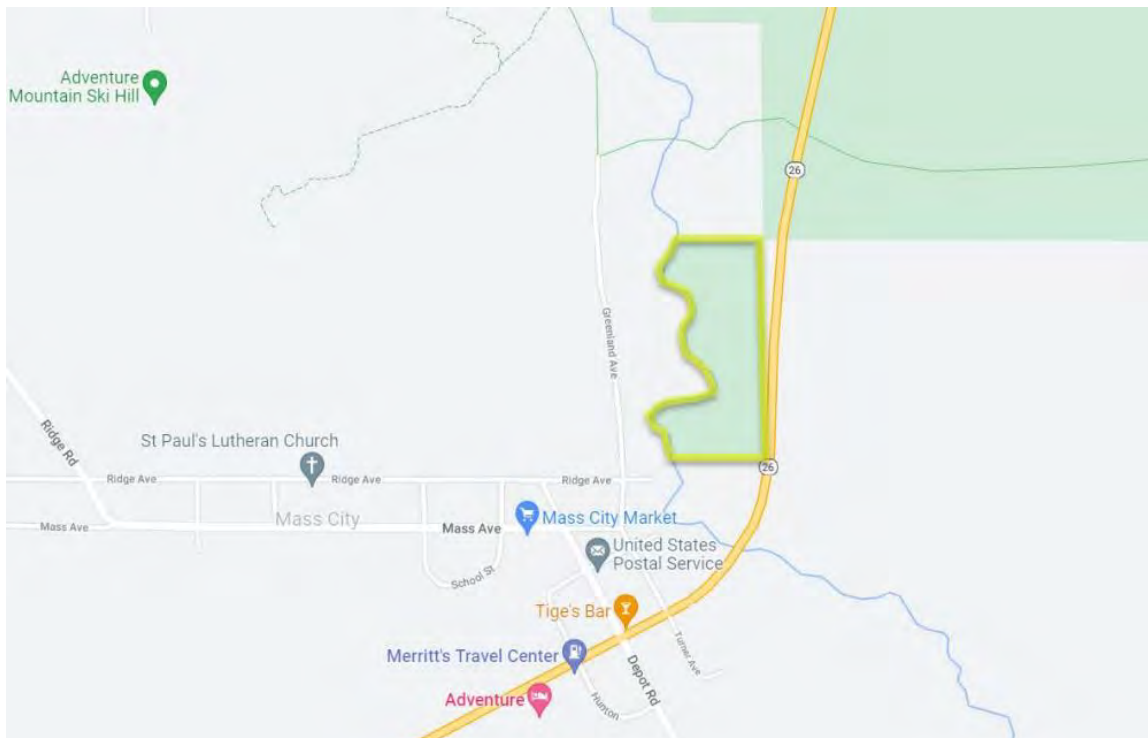 Adventure
Mountain Ski Hill
26
Greenland Ave
Ridge Rd
St Paul's Lutheran Church
26
Ridge Ave
Ridge Ave
Ridge Ave
Mass City
Mass City Market
Mass Ave
Mass Ave
United States
Postal Service
School St
Tige's Bar
Turner Ave
Merritt's Travel Center
Depot Rd
Adventure
Hunton